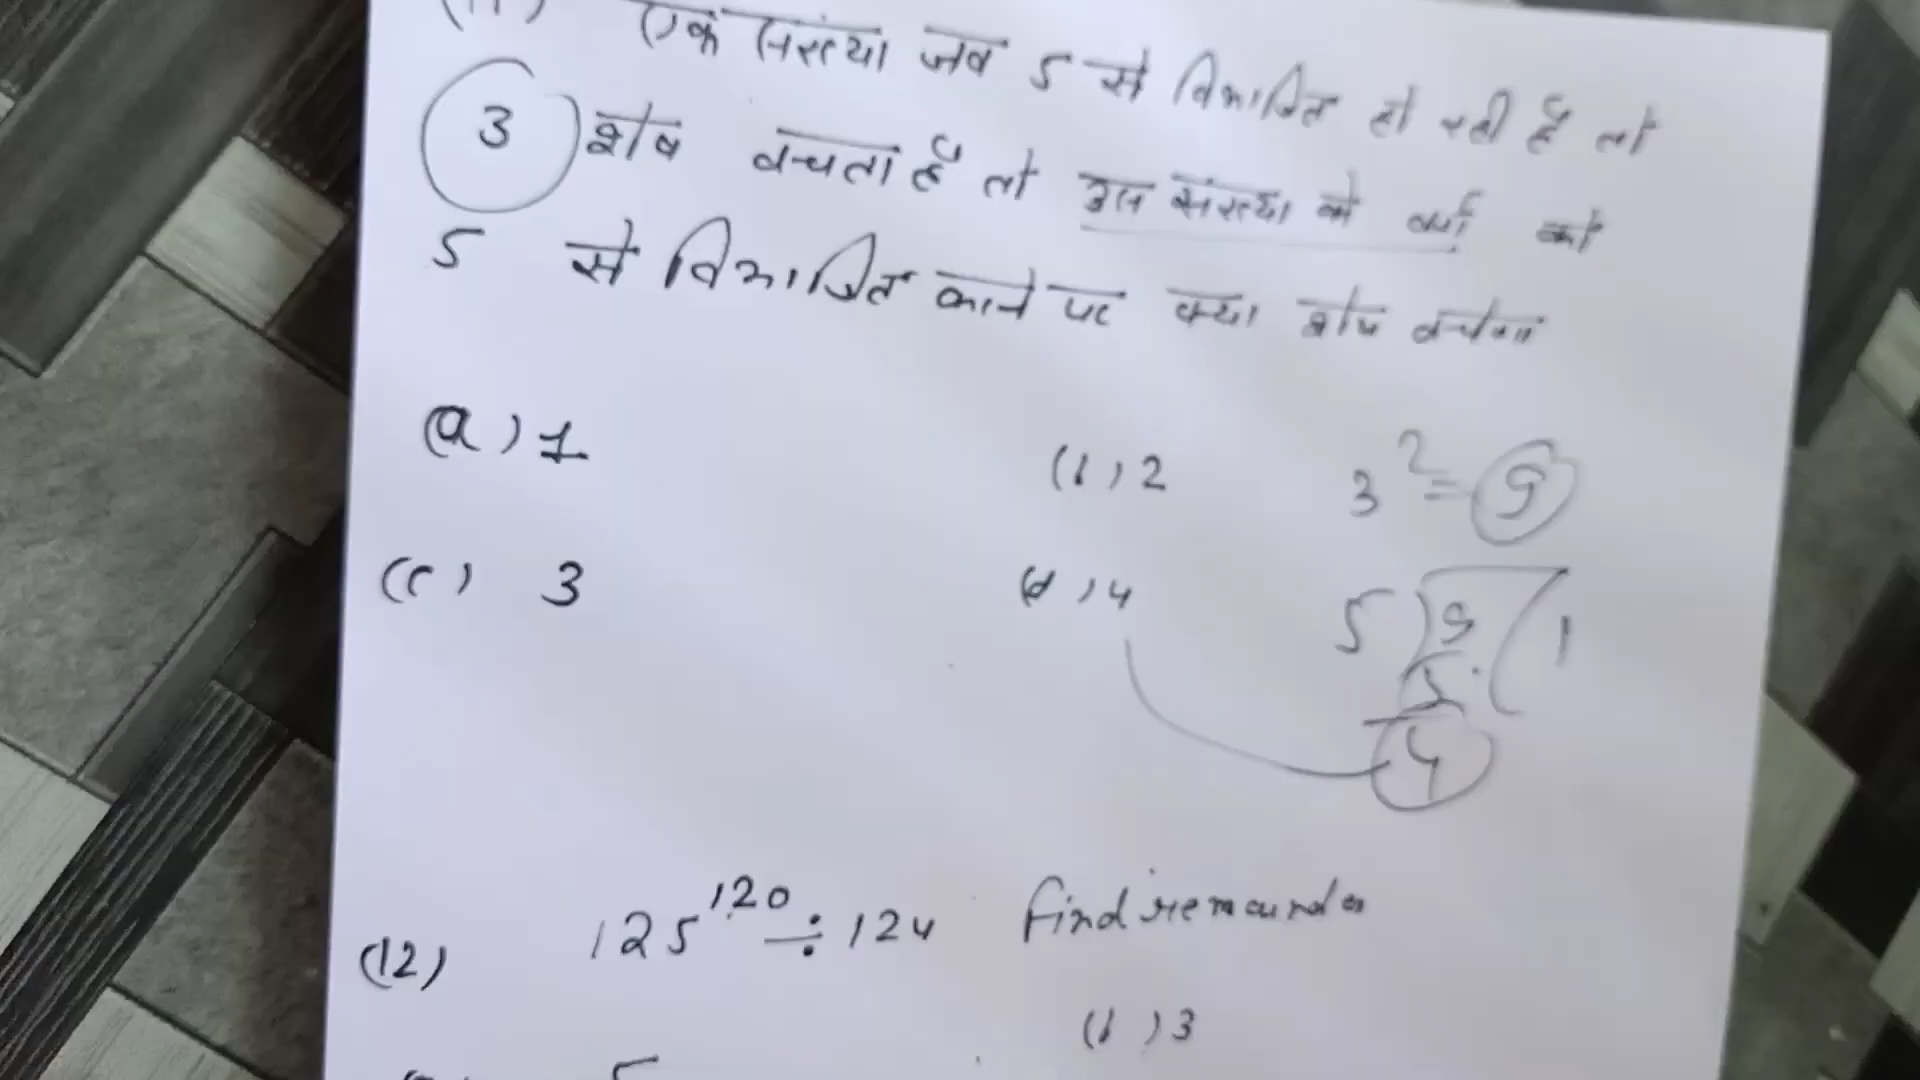 (11) एक संख्या जब 5 से विभाजित हो रही है तो
3 शेष बचता है तो उस संख्या के वर्ग को
5 से विभाजित करने पर क्या शेष बचेगा
(a) 1
(b) 2
3² = 9
(c) 3
(d) 4
5) 9 (1
5
4
(12) 125¹²⁰ ÷ 124 find remainder
(b) 3